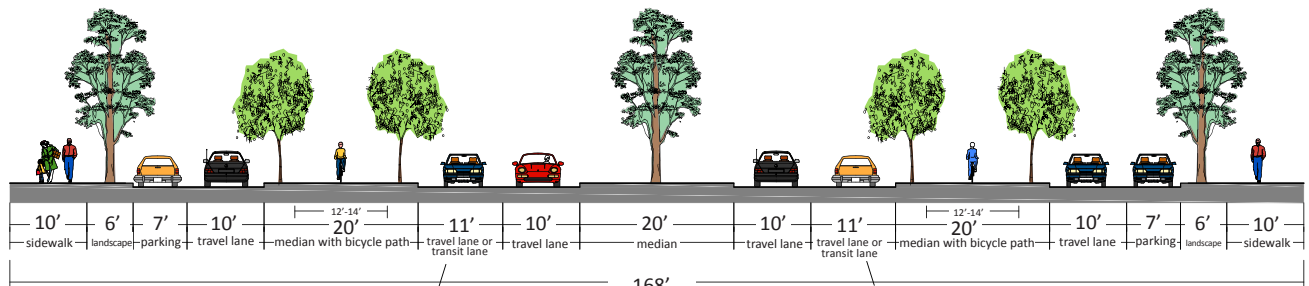 12’-14’ 12’-14’
10’ 6’ 7’ 10’ 20’ 11’ 10’ 20’ 10’ 11’ 20’ 10’ 7’ 6’ 10’
sidewalk landscape parking travel lane median with bicycle path travel lane or travel lane median travel lane travel lane or median with bicycle path travel lane parking landscape sidewalk
transit lane transit lane
168’